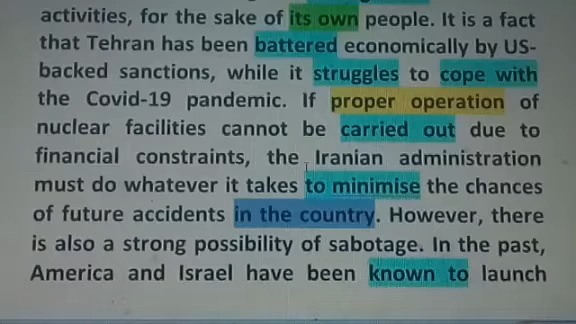 activities, for the sake of its own people. It is a fact
that Tehran has been battered economically by US-
backed sanctions, while it struggles to cope with
the Covid-19 pandemic. If proper operation of
nuclear facilities cannot be carried out due to
financial constraints, the Iranian administration
must do whatever it takes to minimise the chances
of future accidents in the country. However, there
is also a strong possibility of sabotage. In the past,
America and Israel have been known to launch